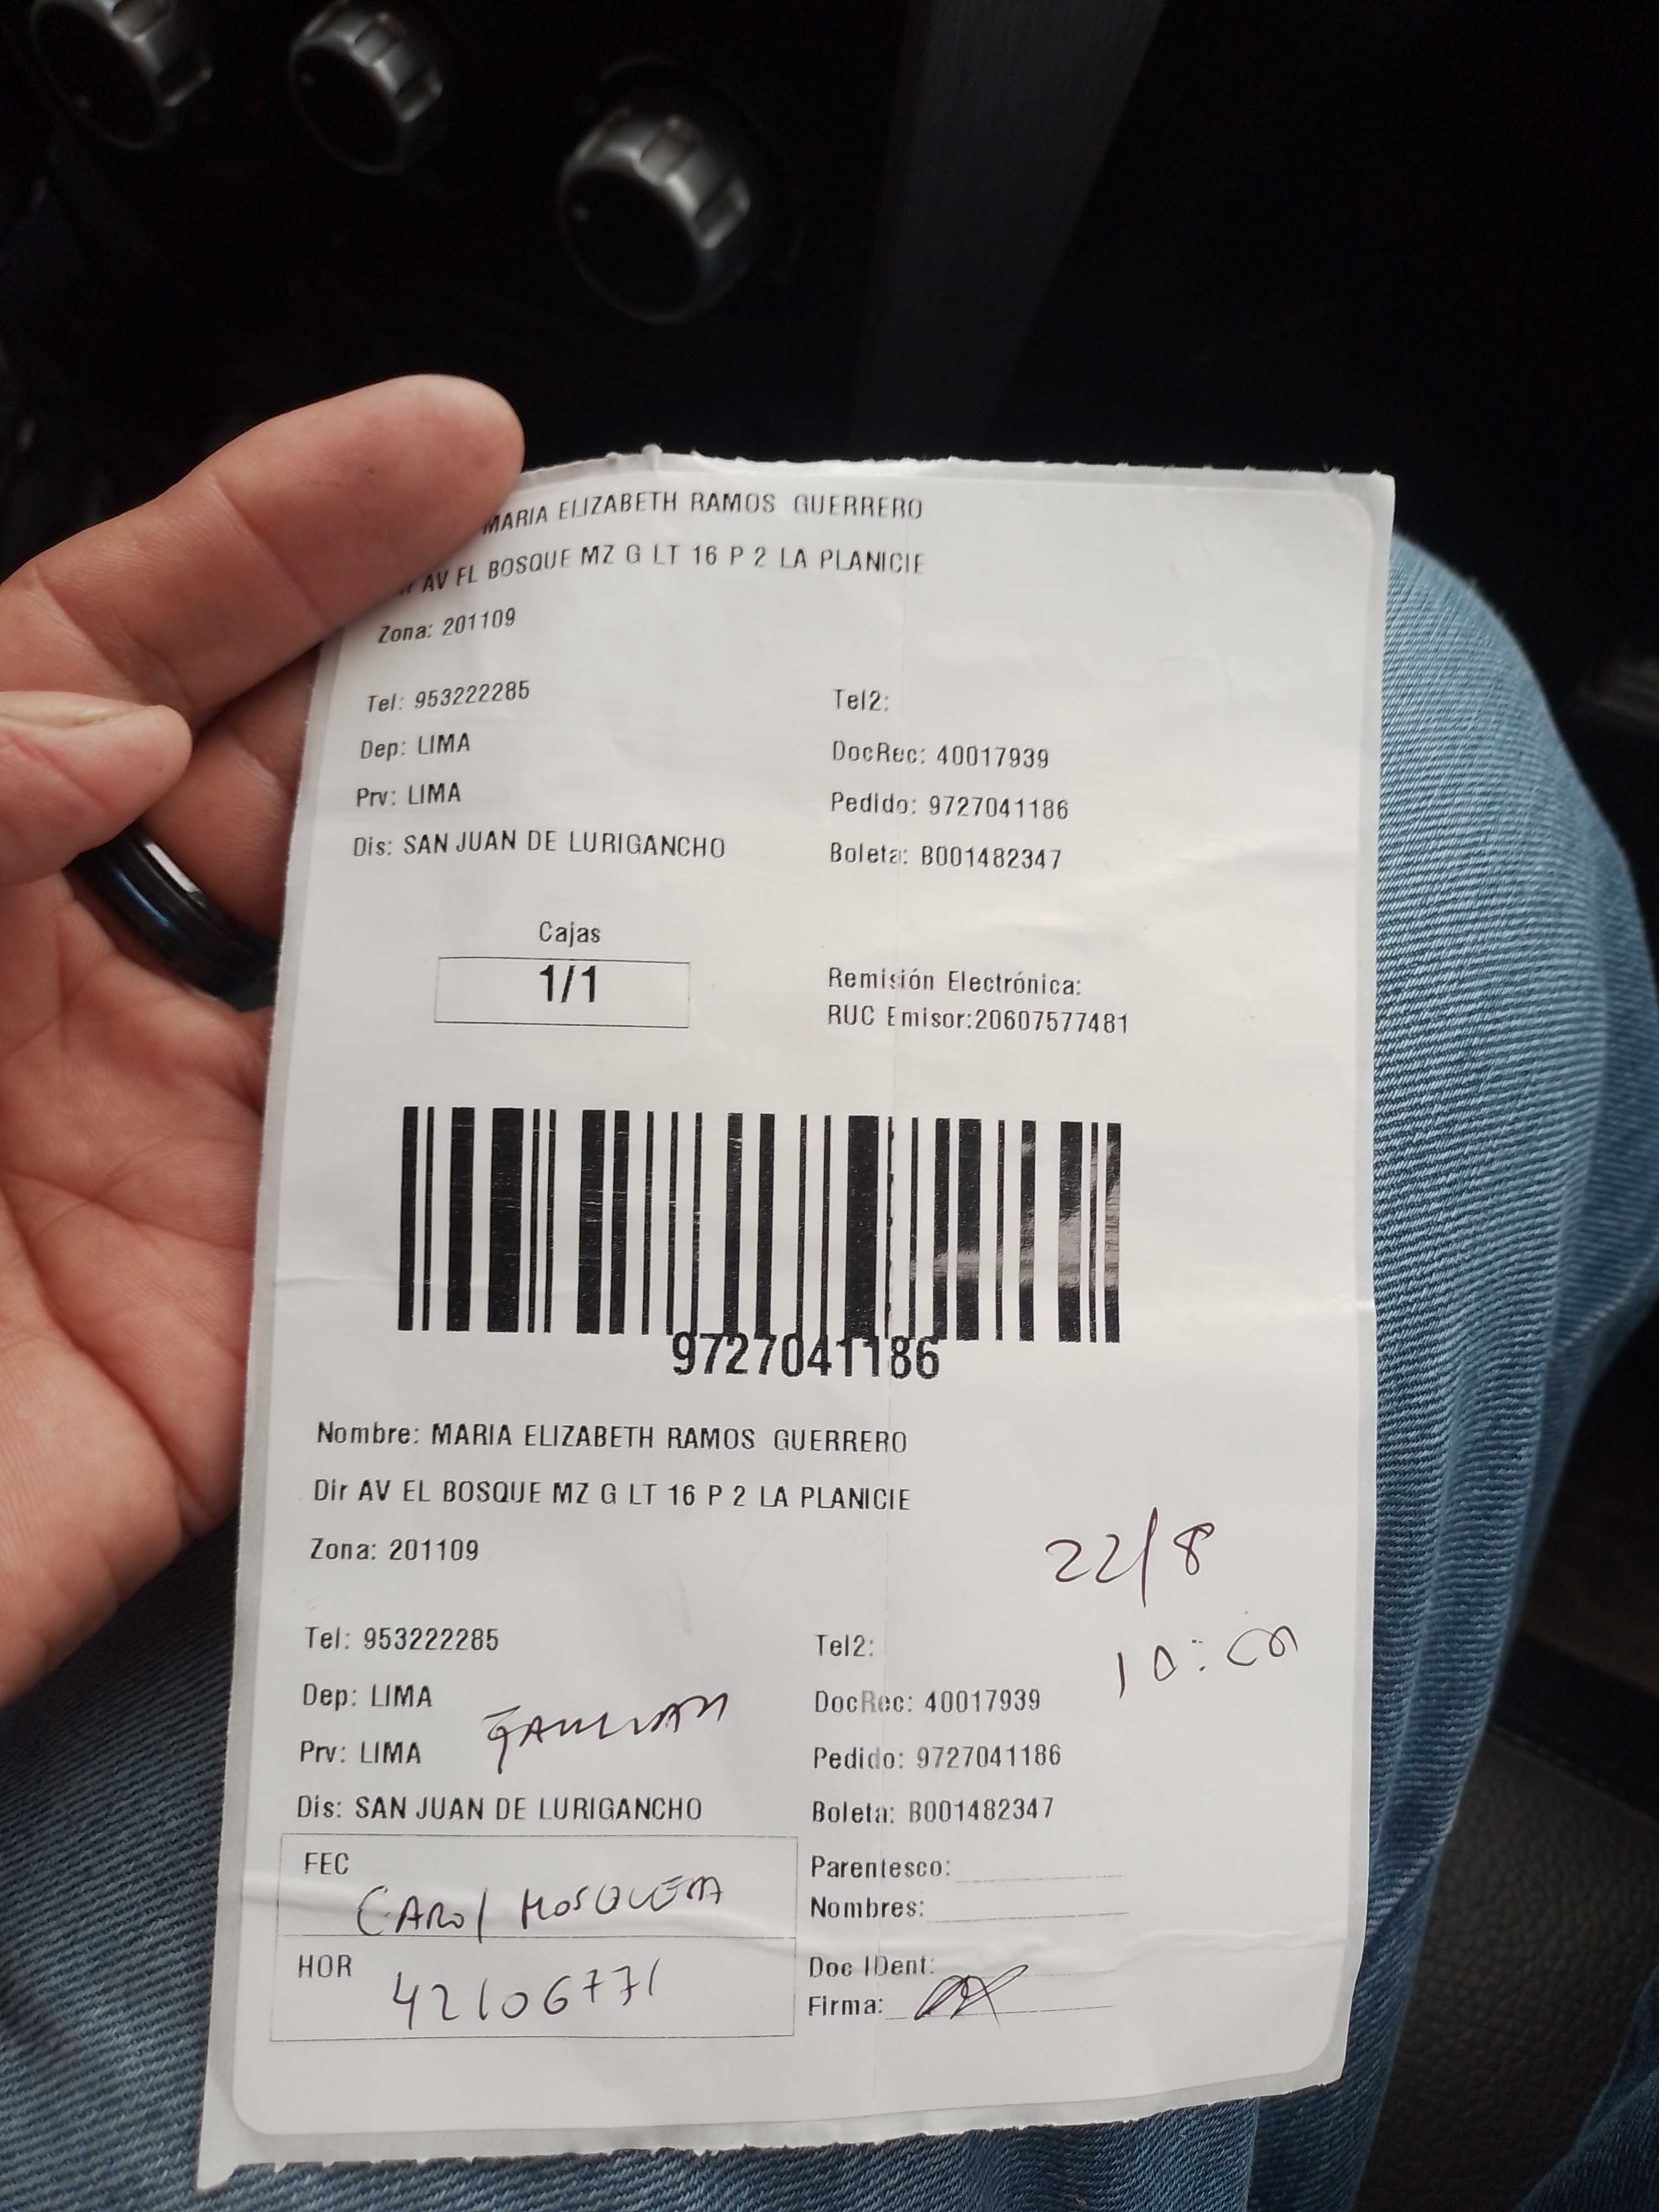 MARIA ELIZABETH RAMOS GUERRERO
AV EL BOSQUE MZ G LT 16 P 2 LA PLANICIE
Zona: 201109
Tel: 953222285
Tel2:
Dep: LIMA
DocRec: 40017939
Prv: LIMA
Pedido: 9727041186
Dis: SAN JUAN DE LURIGANCHO
Boleta: B001482347
Cajas
1/1
Remisión Electrónica:
RUC Emisor:20607577481
9727041186
Nombre: MARIA ELIZABETH RAMOS GUERRERO
Dir AV EL BOSQUE MZ G LT 16 P 2 LA PLANICIE
22/8
Zona: 201109
10:
Tel: 953222285
Tel2:
Dep: LIMA
DocRec: 40017939
Prv: LIMA
Pedido: 9727041186
Dis: SAN JUAN DE LURIGANCHO
Boleta: B001482347
FEC
CAROl MOSQUERA
Parentesco:
Nombres:
HOR
42106771
Doc IDent:
Firma: